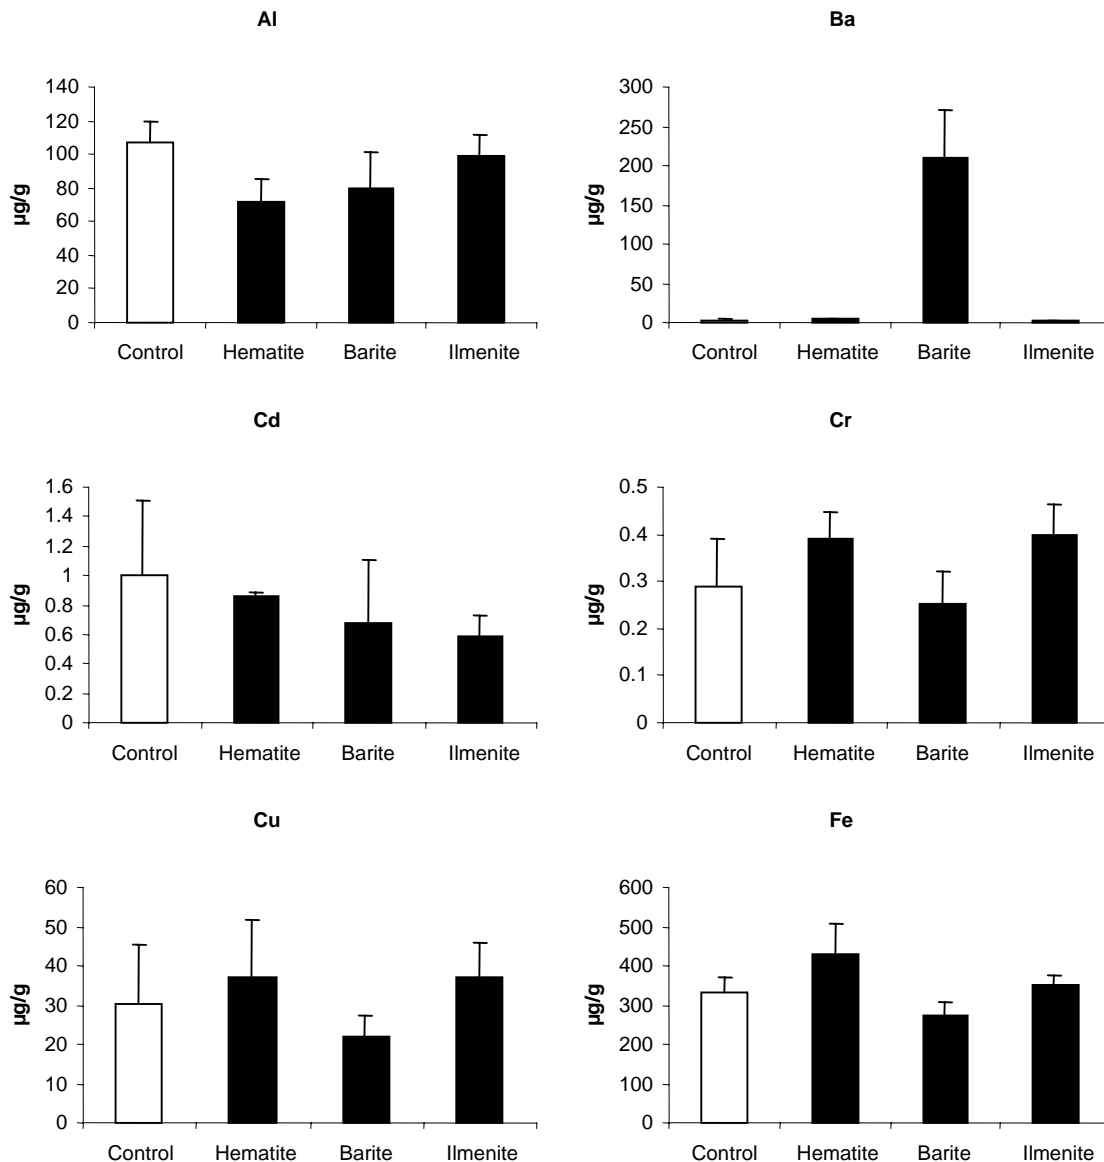 Al
µg/g
140
120
100
80
60
40
20
0
Control Hematite Barite Ilmenite
Ba
µg/g
300
250
200
150
100
50
0
Control Hematite Barite Ilmenite
Cd
µg/g
1.6
1.4
1.2
1
0.8
0.6
0.4
0.2
0
Control Hematite Barite Ilmenite
Cr
µg/g
0.5
0.4
0.3
0.2
0.1
0
Control Hematite Barite Ilmenite
Cu
µg/g
60
50
40
30
20
10
0
Control Hematite Barite Ilmenite
Fe
µg/g
600
500
400
300
200
100
0
Control Hematite Barite Ilmenite